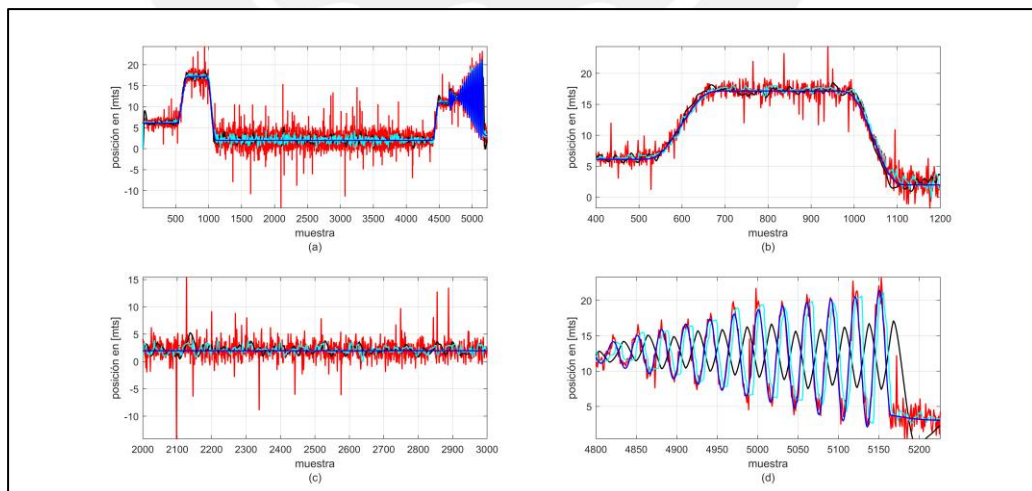 posición en [mts]
20
15
10
5
0
-5
-10
500 1000 1500 2000 2500 3000 3500 4000 4500 5000
muestra
(a)
posición en [mts]
20
15
10
5
0
400 500 600 700 800 900 1000 1100 1200
muestra
(b)
posición en [mts]
15
10
5
0
-5
-10
2000 2100 2200 2300 2400 2500 2600 2700 2800 2900 3000
muestra
(c)
posición en [mts]
20
15
10
5
4800 4850 4900 4950 5000 5050 5100 5150 5200
muestra
(d)